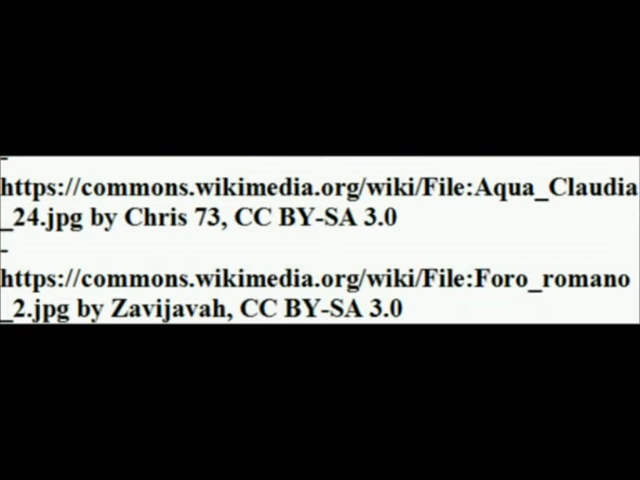 -
https://commons.wikimedia.org/wiki/File:Aqua_Claudia
_24.jpg by Chris 73, CC BY-SA 3.0
-
https://commons.wikimedia.org/wiki/File:Foro_romano
_2.jpg by Zavijavah, CC BY-SA 3.0